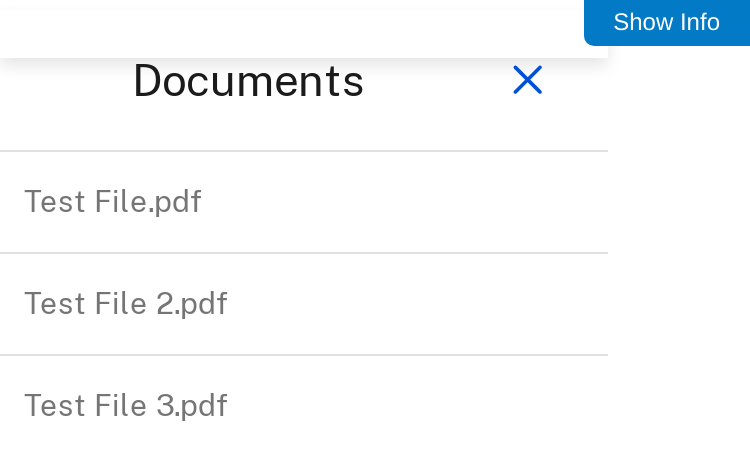 Show Info
Documents
Test File.pdf
Test File 2.pdf
Test File 3.pdf